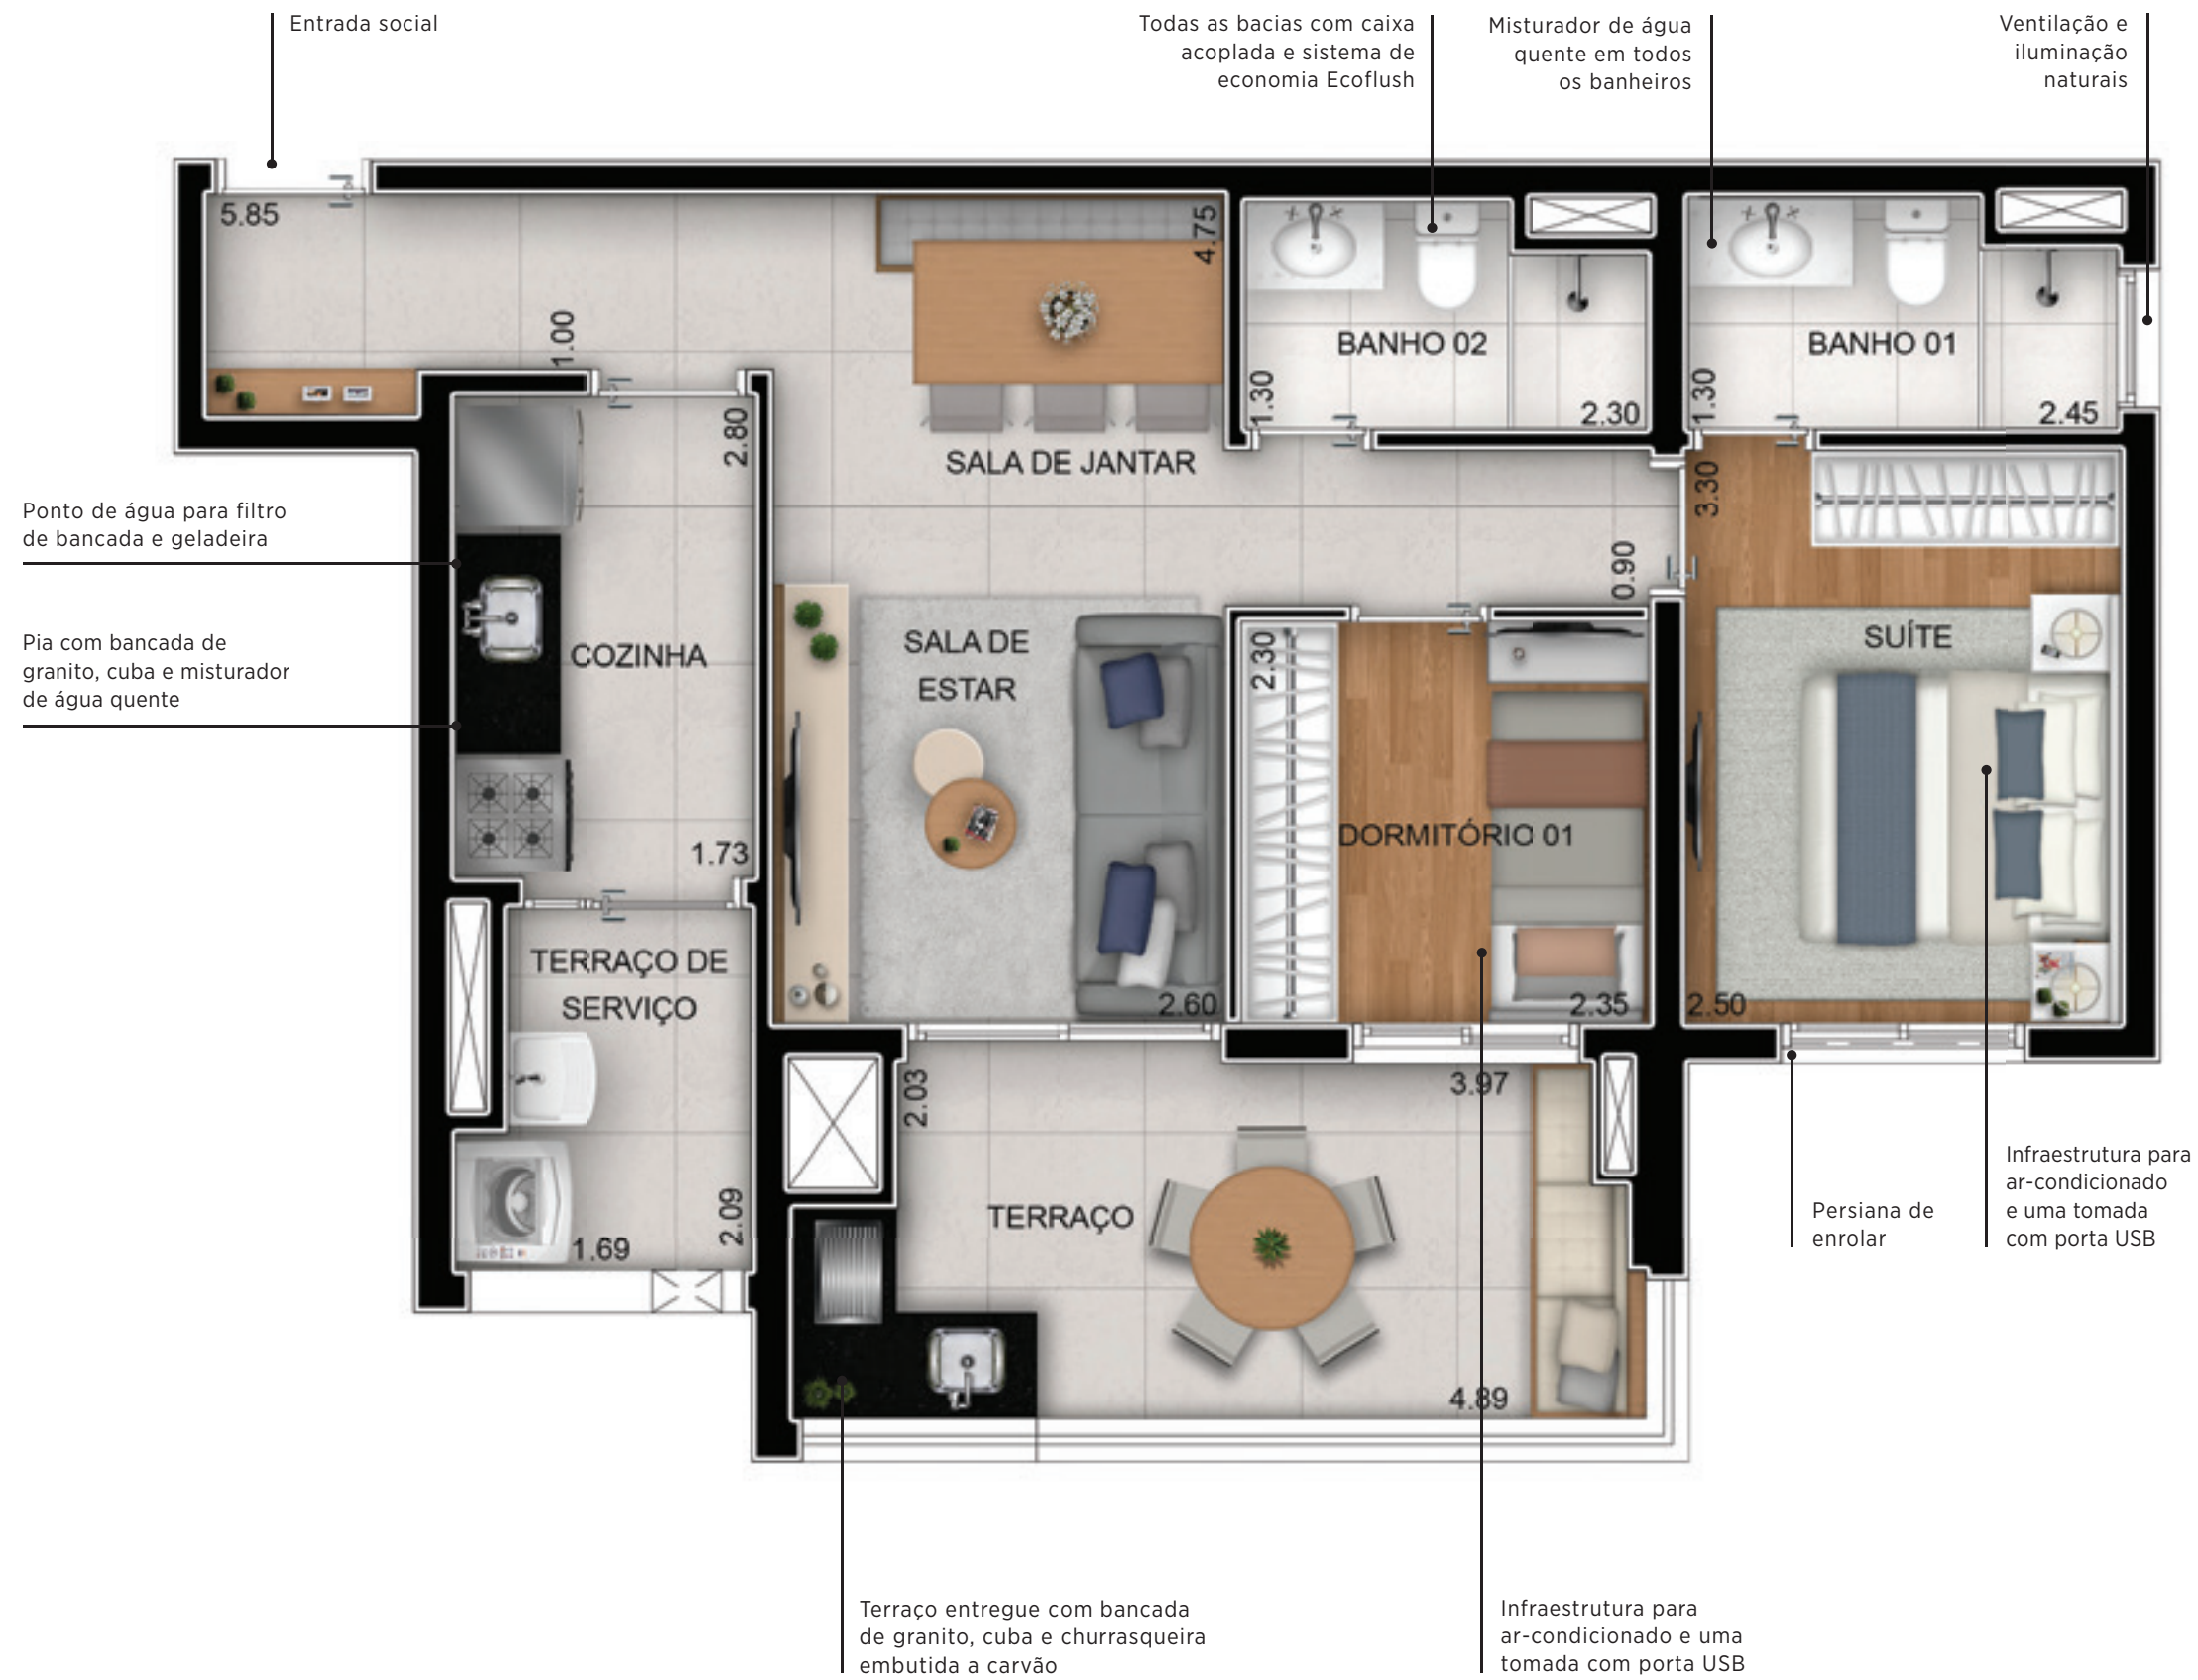 Entrada social
Todas as bacias com caixa
acoplada e sistema de
economia Ecoflush
Misturador de água
quente em todos
os banheiros
Ventilação e
iluminação
naturais
5.85
4.75
1.00
BANHO 02
1.30
2.30
BANHO 01
1.30
2.45
2.80
SALA DE JANTAR
3.30
0.90
Ponto de água para filtro
de bancada e geladeira
Pia com bancada de
granito, cuba e misturador
de água quente
COZINHA
1.73
SALA DE
ESTAR
2.60
2.30
DORMITÓRIO 01
2.35
SUÍTE
2.50
TERRAÇO DE
SERVIÇO
2.09
1.69
2.03
3.97
TERRAÇO
4.89
Persiana de
enrolar
Infraestrutura para
ar-condicionado
e uma tomada
com porta USB
Terraço entregue com bancada
de granito, cuba e churrasqueira
embutida a carvão
Infraestrutura para
ar-condicionado e uma
tomada com porta USB